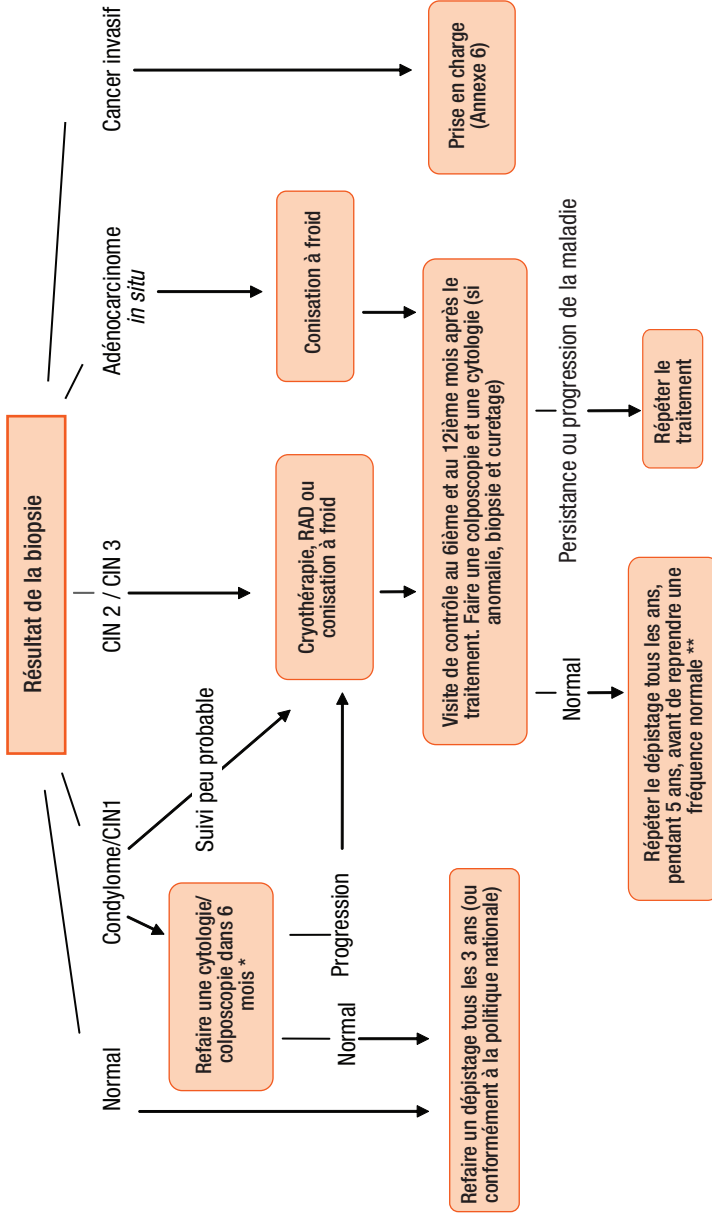 Résultat de la biopsie
Normal
Condylome/CIN1
CIN 2 / CIN 3
Adénocarcinome
in situ
Cancer invasif
Suivi peu probable
Refaire une cytologie/
colposcopie dans 6
mois *
Cryothérapie, RAD ou
conisation à froid
Conisation à froid
Prise en charge
(Annexe 6)
Normal
Progression
Refaire un dépistage tous les 3 ans (ou
conformément à la politique nationale)
Visite de contrôle au 6ième et au 12ième mois après le
traitement. Faire une colposcopie et une cytologie (si
anomalie, biopsie et curetage)
Normal
Persistance ou progression de la maladie
Répéter le dépistage tous les ans,
pendant 5 ans, avant de reprendre une
fréquence normale **
Répéter le
traitement